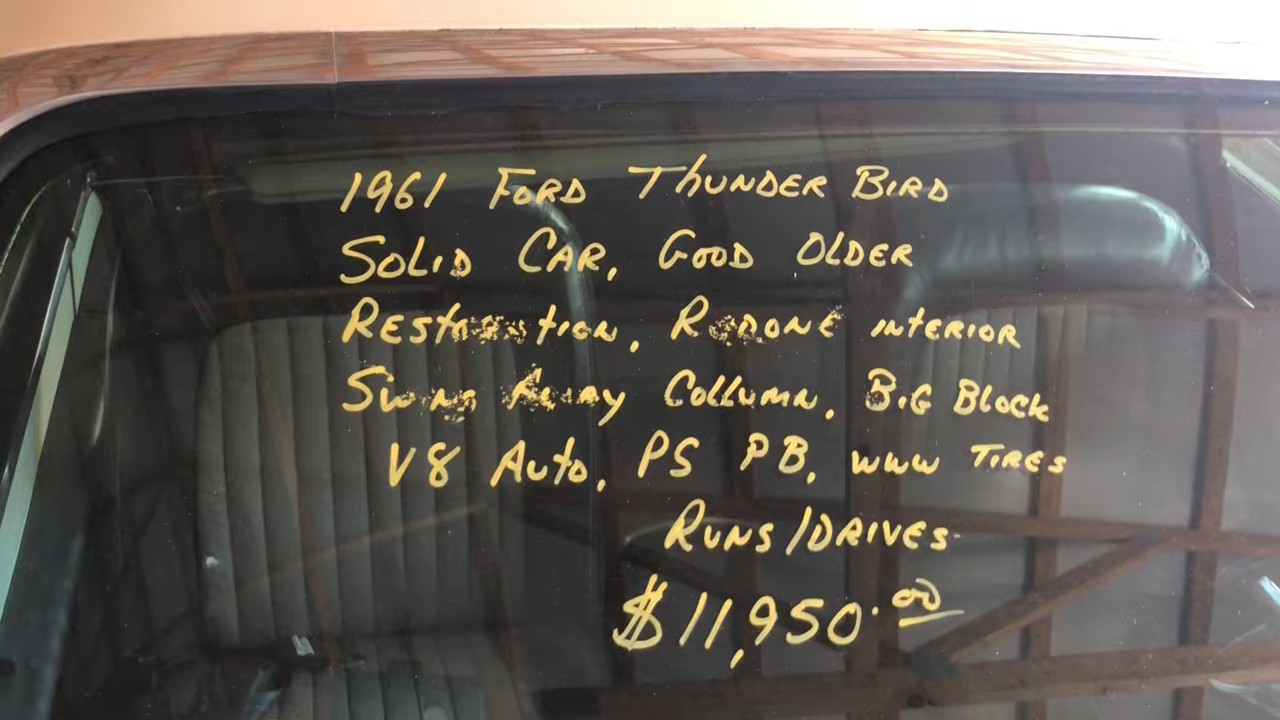 1961 FORD THUNDER BIRD
SOLID CAR, GOOD OLDER
RESTORATION, REDONE INTERIOR
SWING AWAY COLLUMN, BIG BLOCK
V8 AUTO, PS PB, WWW TIRES
RUNS/DRIVES
$11,950.00